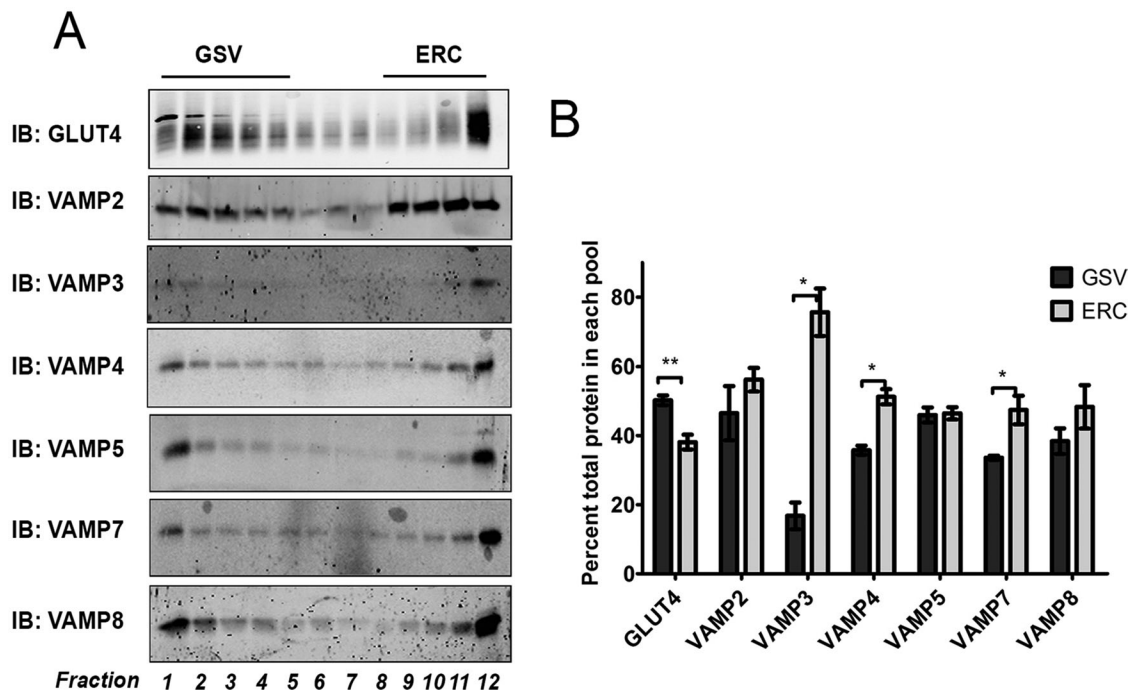 A
GSV ERC
IB: GLUT4
IB: VAMP2
IB: VAMP3
IB: VAMP4
IB: VAMP5
IB: VAMP7
IB: VAMP8
Fraction 1 2 3 4 5 6 7 8 9 10 11 12
B
Percent total protein in each pool
80
60
40
20
0
GSV
ERC
**
*
*
*
GLUT4
VAMP2
VAMP3
VAMP4
VAMP5
VAMP7
VAMP8